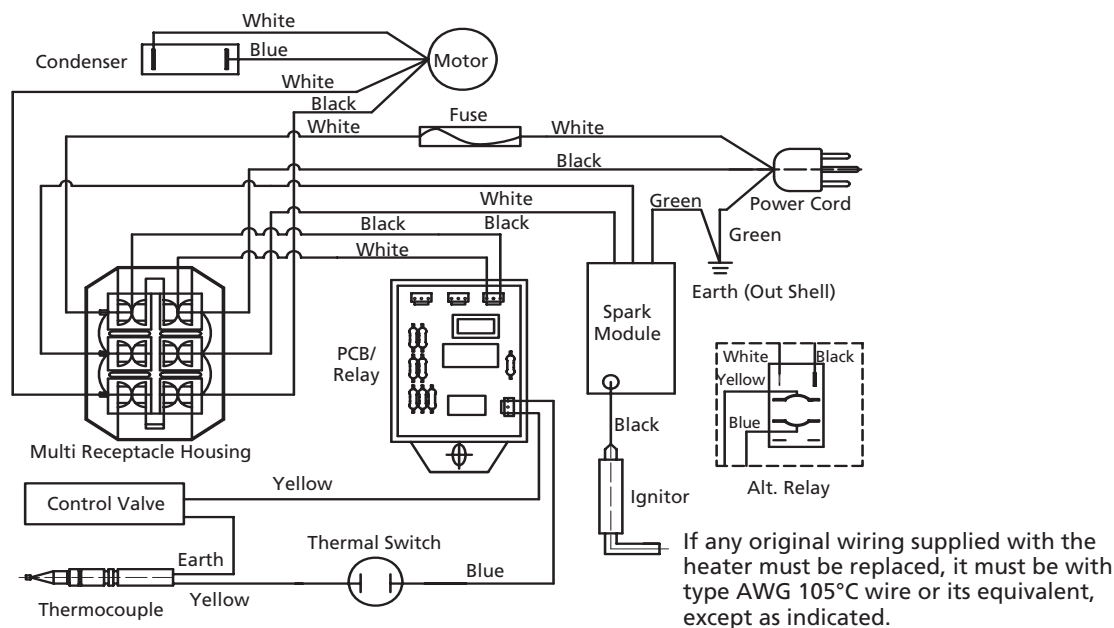 White
Condenser
Blue
Motor
White
Black
White
Fuse
White
Black
Power Cord
White
Green
Green
Black
Black
White
Earth (Out Shell)
Spark
Module
PCB/
Relay
White
Black
Yellow
Blue
Alt. Relay
Multi Receptacle Housing
Black
Ignitor
Yellow
Control Valve
Earth
Thermal Switch
Thermocouple
Yellow
Blue
If any original wiring supplied with the
heater must be replaced, it must be with
type AWG 105°C wire or its equivalent,
except as indicated.